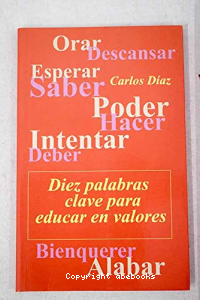 Orar
Descansar
Esperar
Carlos Díaz
Saber
Poder
Hacer
Intentar
Deber
Diez palabras
clave para
educar en valores
Bienquerer
Alabar
Copyright abebooks.com